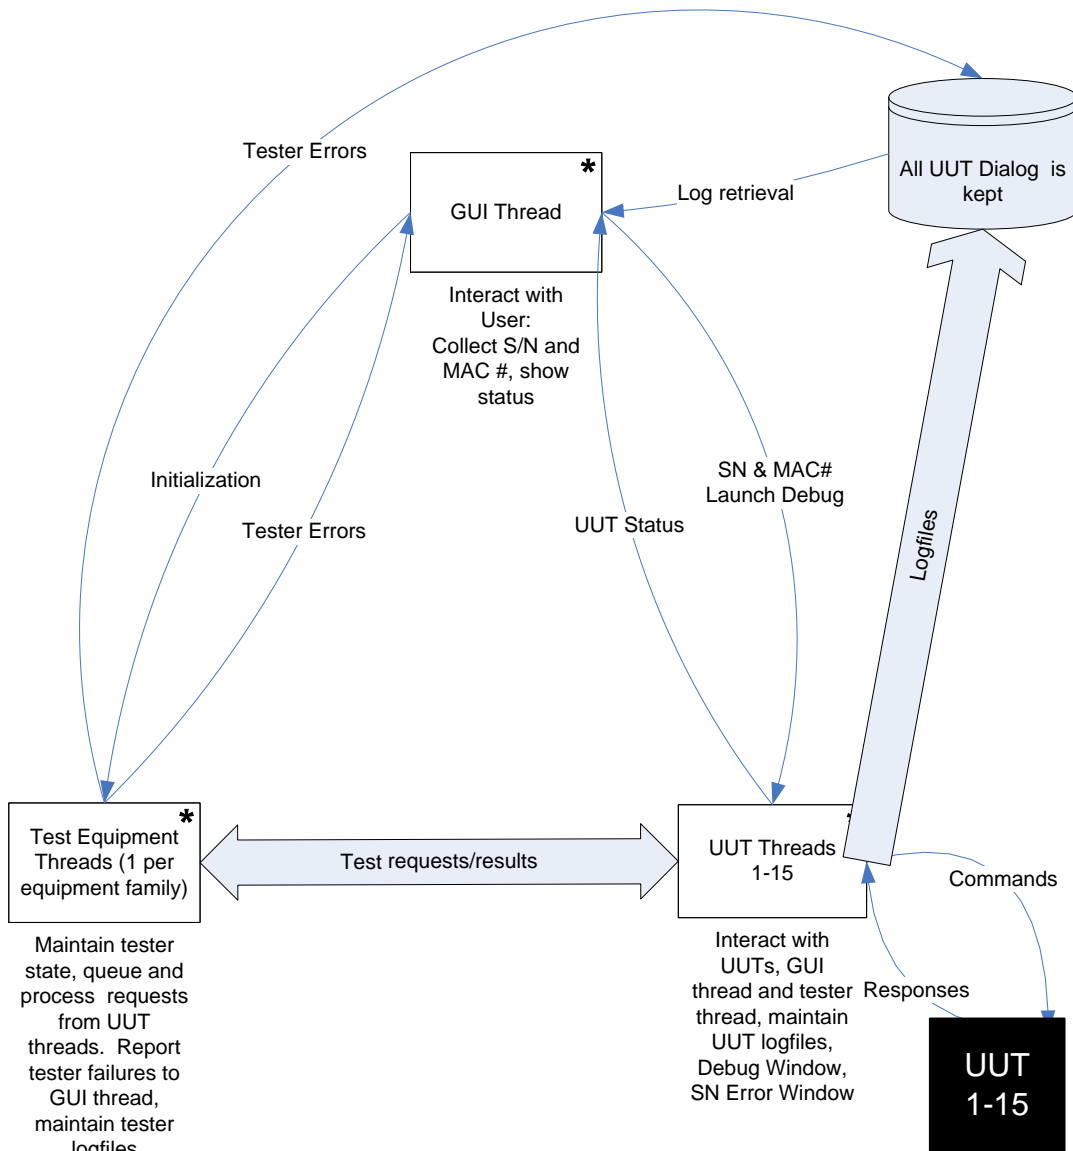 Tester Errors
*
GUI Thread
Log retrieval
All UUT Dialog is
kept
Interact with
User:
Collect S/N and
MAC #, show
status
Initialization
Tester Errors
UUT Status
SN & MAC#
Launch Debug
Logfiles
*
Test Equipment
Threads (1 per
equipment family)
Test requests/results
UUT Threads
1-15
Commands
Responses
Maintain tester
state, queue and
process requests
from UUT
threads. Report
tester failures to
GUI thread,
maintain tester
logfiles
Interact with
UUTs, GUI
thread and tester
thread, maintain
UUT logfiles,
Debug Window,
SN Error Window
UUT
1-15